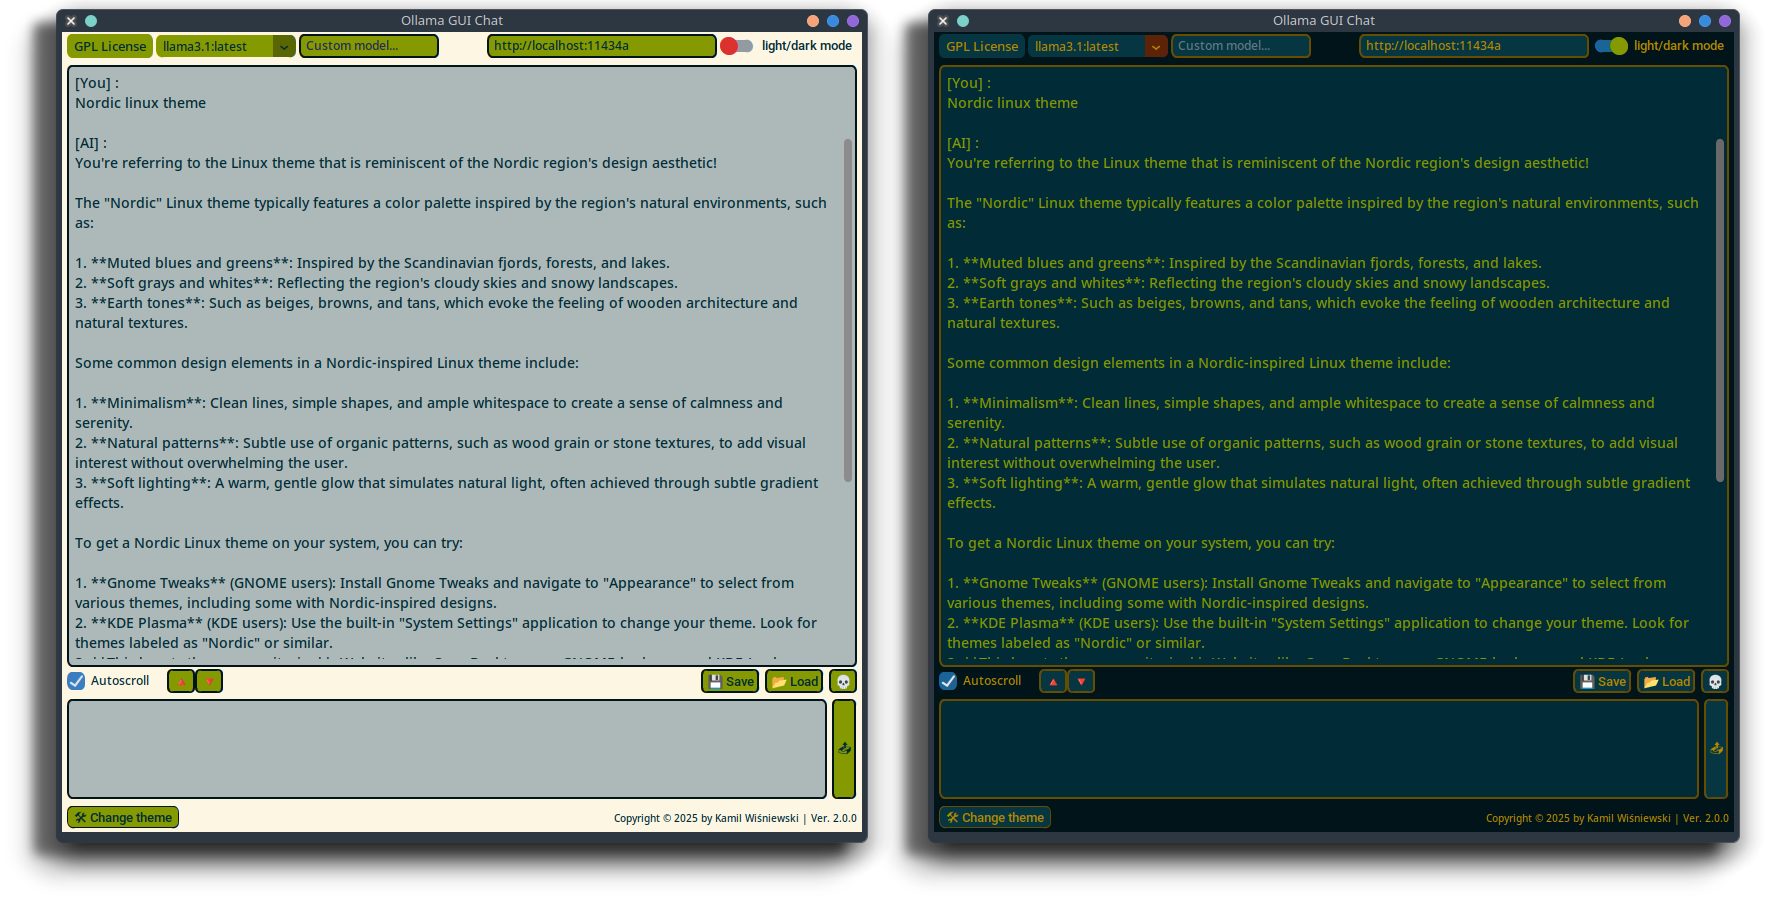 Ollama GUI Chat
GPL License llama3.1:latest Custom model... http://localhost:11434a light/dark mode
[You] :
Nordic linux theme
[AI] :
You're referring to the Linux theme that is reminiscent of the Nordic region's design aesthetic!
The "Nordic" Linux theme typically features a color palette inspired by the region's natural environments, such
as:
1. **Muted blues and greens**: Inspired by the Scandinavian fjords, forests, and lakes.
2. **Soft grays and whites**: Reflecting the region's cloudy skies and snowy landscapes.
3. **Earth tones**: Such as beiges, browns, and tans, which evoke the feeling of wooden architecture and
natural textures.
Some common design elements in a Nordic-inspired Linux theme include:
1. **Minimalism**: Clean lines, simple shapes, and ample whitespace to create a sense of calmness and
serenity.
2. **Natural patterns**: Subtle use of organic patterns, such as wood grain or stone textures, to add visual
interest without overwhelming the user.
3. **Soft lighting**: A warm, gentle glow that simulates natural light, often achieved through subtle gradient
effects.
To get a Nordic Linux theme on your system, you can try:
1. **Gnome Tweaks** (GNOME users): Install Gnome Tweaks and navigate to "Appearance" to select from
various themes, including some with Nordic-inspired designs.
2. **KDE Plasma** (KDE users): Use the built-in "System Settings" application to change your theme. Look for
themes labeled as "Nordic" or similar.
Autoscroll Save Load
Change theme Copyright © 2025 by Kamil Wiśniewski | Ver. 2.0.0
Ollama GUI Chat
GPL License llama3.1:latest Custom model... http://localhost:11434a light/dark mode
[You] :
Nordic linux theme
[AI] :
You're referring to the Linux theme that is reminiscent of the Nordic region's design aesthetic!
The "Nordic" Linux theme typically features a color palette inspired by the region's natural environments, such
as:
1. **Muted blues and greens**: Inspired by the Scandinavian fjords, forests, and lakes.
2. **Soft grays and whites**: Reflecting the region's cloudy skies and snowy landscapes.
3. **Earth tones**: Such as beiges, browns, and tans, which evoke the feeling of wooden architecture and
natural textures.
Some common design elements in a Nordic-inspired Linux theme include:
1. **Minimalism**: Clean lines, simple shapes, and ample whitespace to create a sense of calmness and
serenity.
2. **Natural patterns**: Subtle use of organic patterns, such as wood grain or stone textures, to add visual
interest without overwhelming the user.
3. **Soft lighting**: A warm, gentle glow that simulates natural light, often achieved through subtle gradient
effects.
To get a Nordic Linux theme on your system, you can try:
1. **Gnome Tweaks** (GNOME users): Install Gnome Tweaks and navigate to "Appearance" to select from
various themes, including some with Nordic-inspired designs.
2. **KDE Plasma** (KDE users): Use the built-in "System Settings" application to change your theme. Look for
themes labeled as "Nordic" or similar.
Autoscroll Save Load
Change theme Copyright © 2025 by Kamil Wiśniewski | Ver. 2.0.0